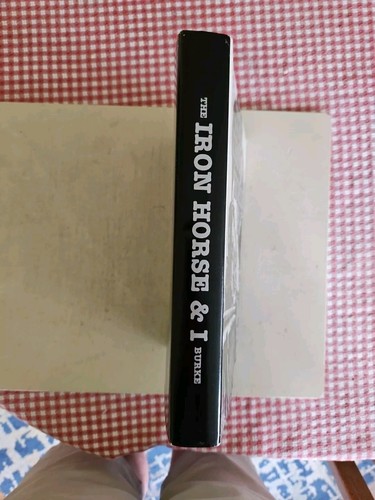 THE IRON HORSE & I BURKE